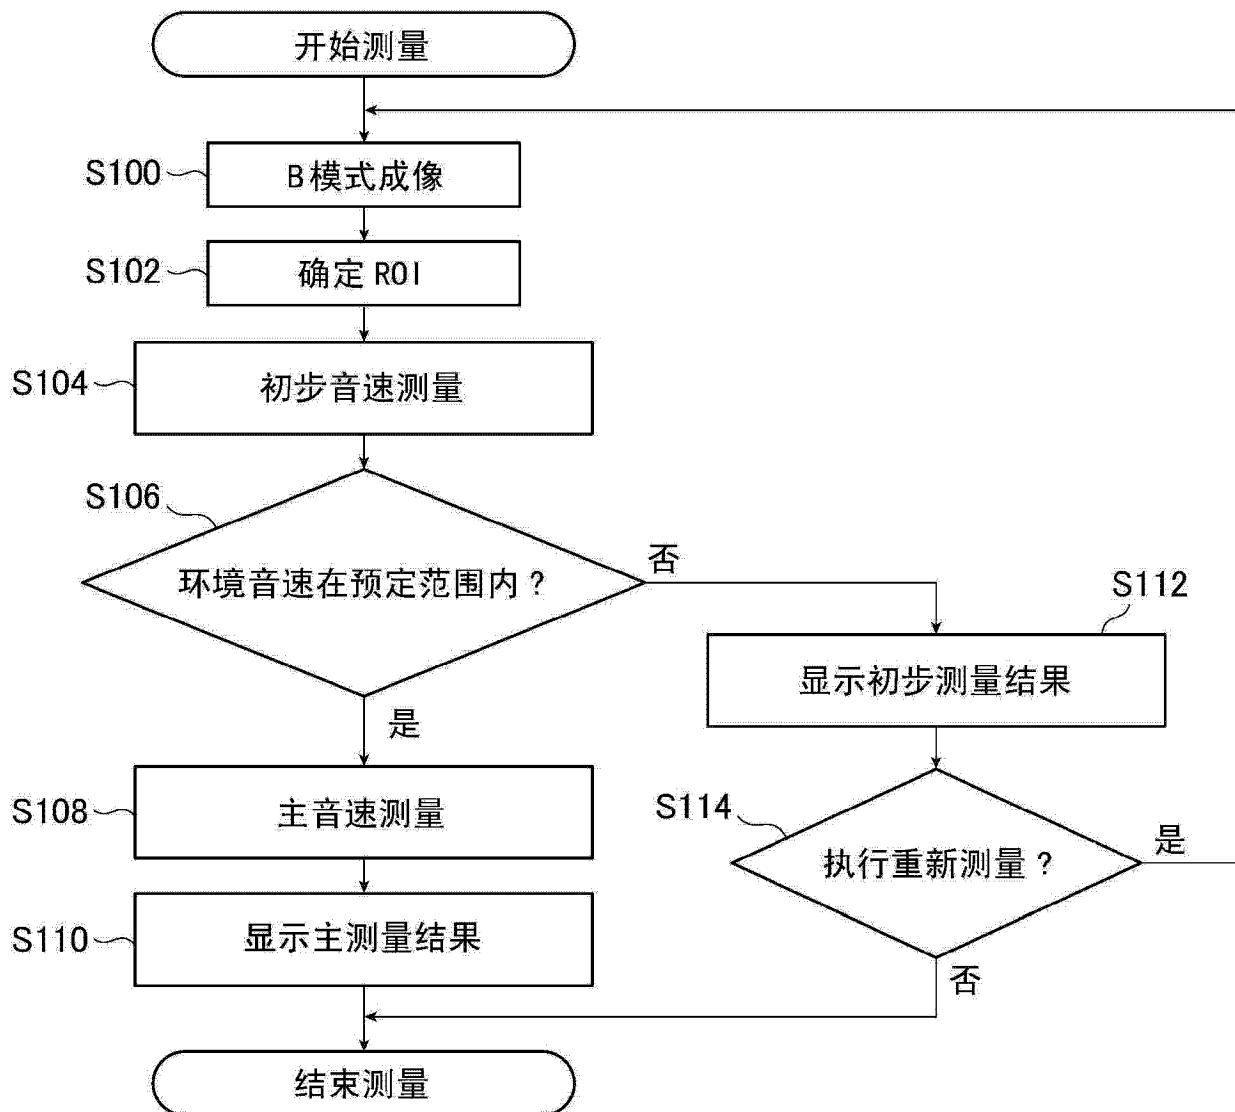 开始测量
S100
B模式成像
S102
确定 ROI
S104
初步音速测量
S106
环境音速在预定范围内？
否
S112
显示初步测量结果
是
S108
主音速测量
S114
执行重新测量？
是
S110
显示主测量结果
否
结束测量